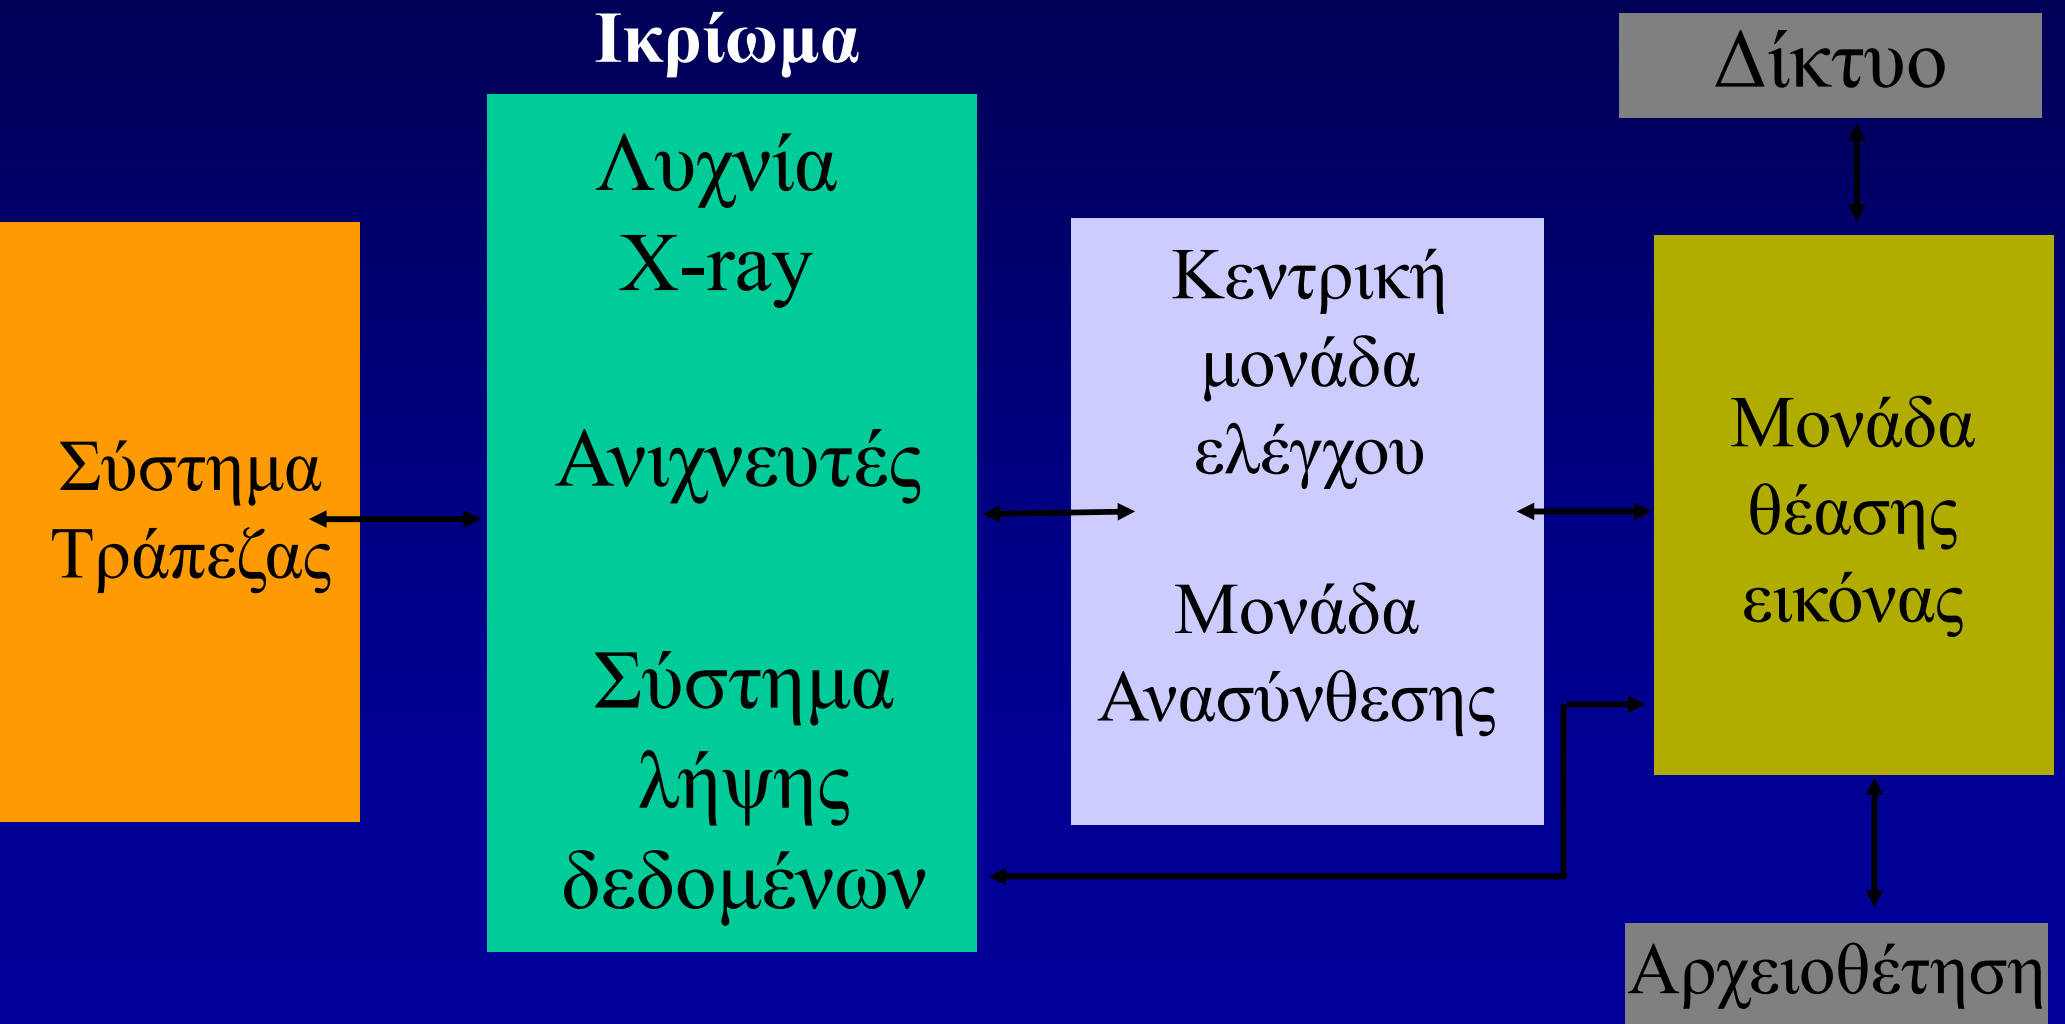 Ικρίωμα
Σύστημα
Τράπεζας
Λυχνία
X-ray
Ανιχνευτές
Σύστημα
λήψης
δεδομένων
Κεντρική
μονάδα
ελέγχου
Μονάδα
Ανασύνθεσης
Δίκτυο
Μονάδα
θέασης
εικόνας
Αρχειοθέτηση